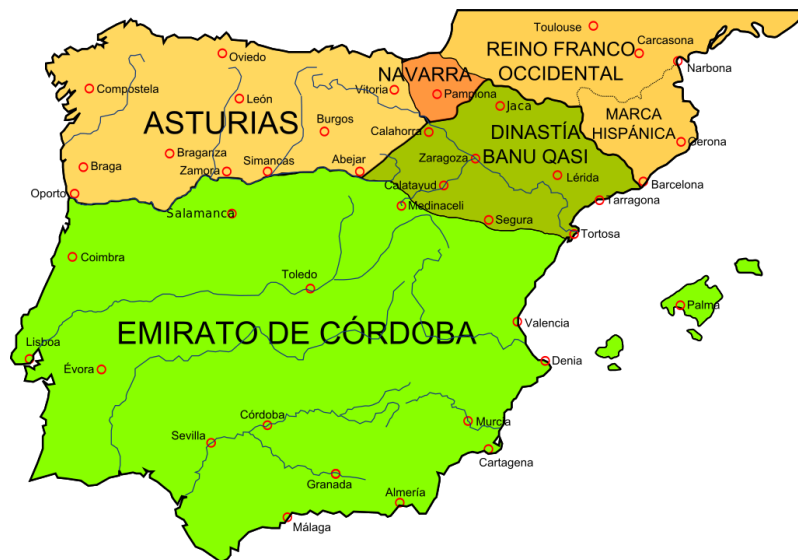 Toulouse
Oviedo
REINO FRANCO
Carcasona
OCCIDENTAL
Narbona
NAVARRA
Compostela
León
Vitoria
Pamplona
Jaca
MARCA
HISPÁNICA
ASTURIAS
Burgos
Calahorra
DINASTÍA
BANU QASI
Gerona
Braganza
Zaragoza
Braga
Zamora
Simancas
Abejar
Lérida
Calatayud
Barcelona
Oporto
Medinaceli
Tarragona
Salamanca
Segura
Tortosa
Coimbra
Toledo
Palma
EMIRATO DE CÓRDOBA
Valencia
Lisboa
Denia
Évora
Córdoba
Murcia
Sevilla
Cartagena
Granada
Almería
Málaga